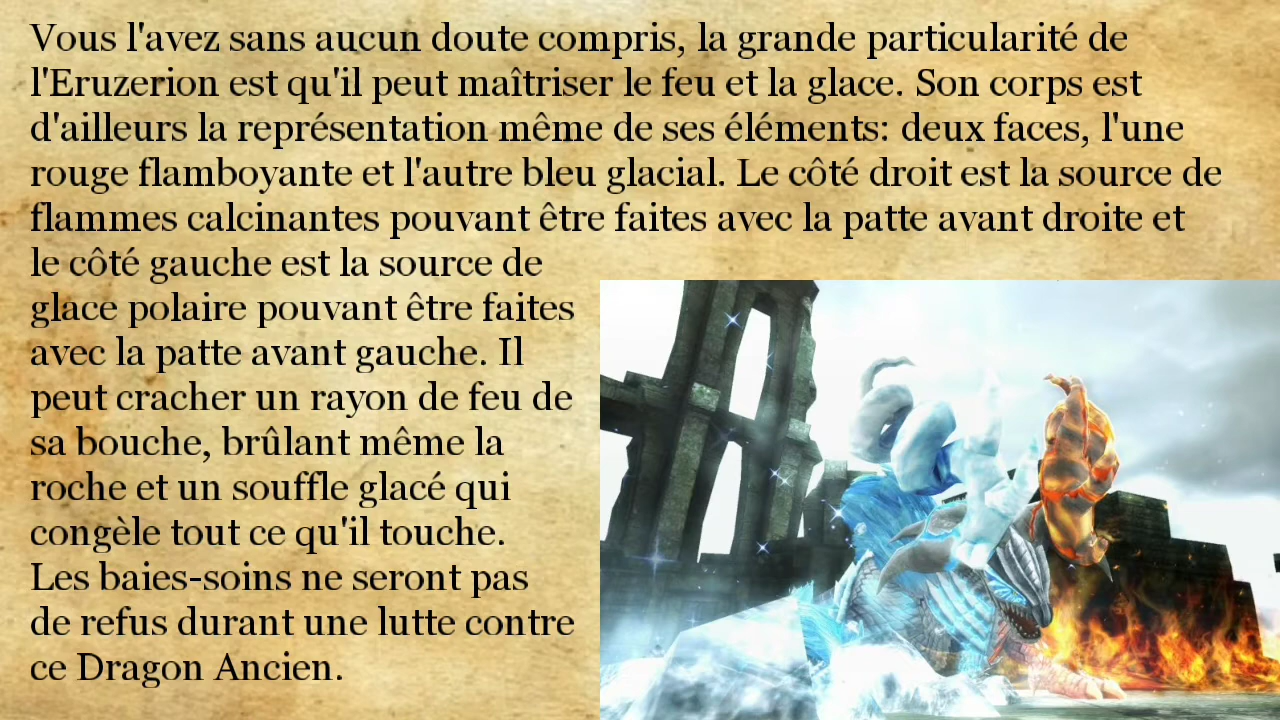 Vous l'avez sans aucun doute compris, la grande particularité de
l'Eruzerion est qu'il peut maîtriser le feu et la glace. Son corps est
d'ailleurs la représentation même de ses éléments: deux faces, l'une
rouge flamboyante et l'autre bleu glacial. Le côté droit est la source de
flammes calcinantes pouvant être faites avec la patte avant droite et
le côté gauche est la source de
glace polaire pouvant être faites
avec la patte avant gauche. Il
peut cracher un rayon de feu de
sa bouche, brûlant même la
roche et un souffle glacé qui
congèle tout ce qu'il touche.
Les baies-soins ne seront pas
de refus durant une lutte contre
ce Dragon Ancien.